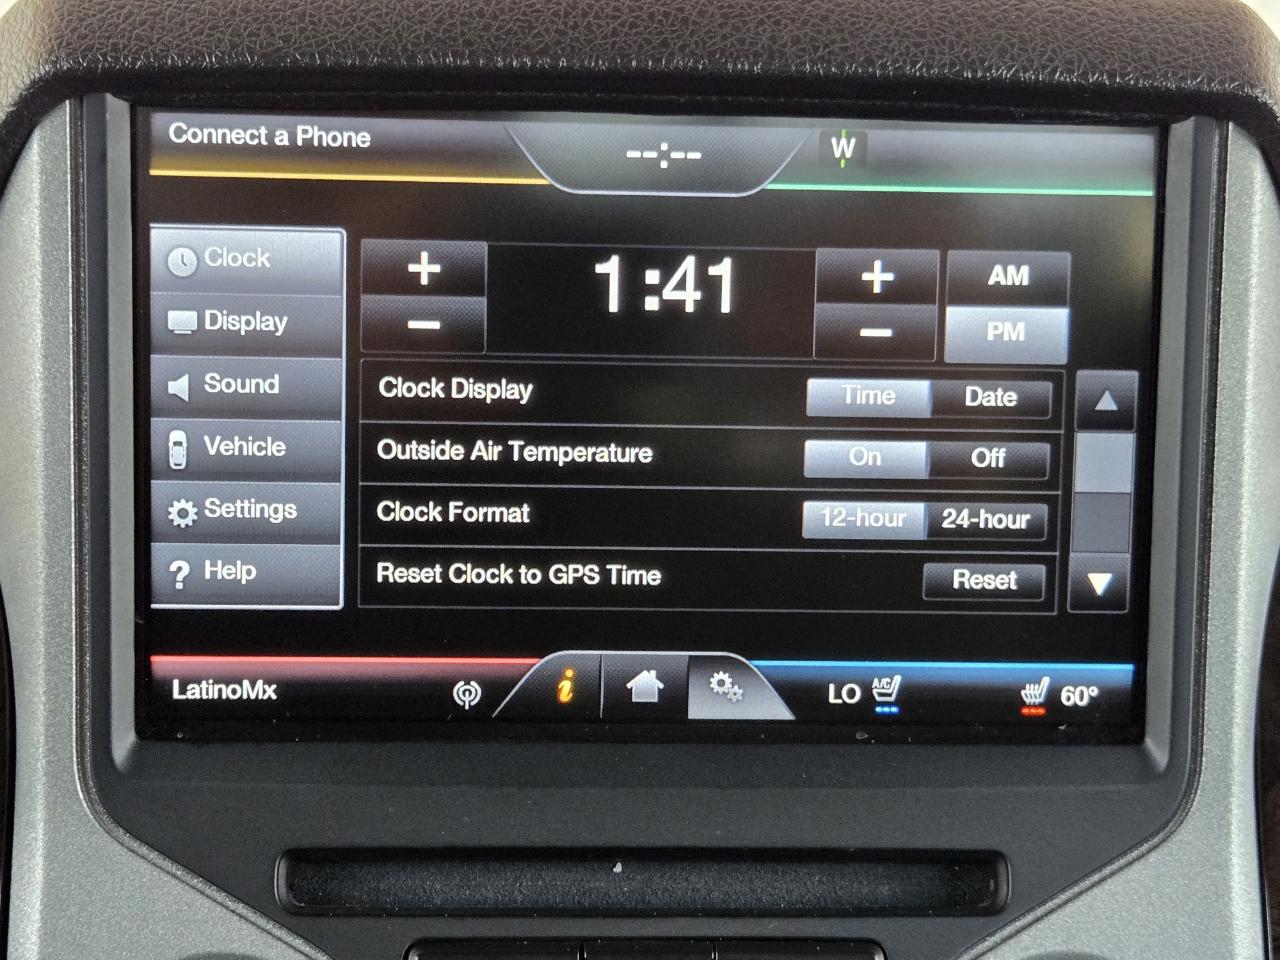 Connect a Phone
--:--
W
Clock
Display
Sound
Vehicle
Settings
? Help
+
-
1:41
+
-
AM
PM
Clock Display Time Date
Outside Air Temperature On Off
Clock Format 12-hour 24-hour
Reset Clock to GPS Time Reset
LatinoMx
i
LO
A/C
60°